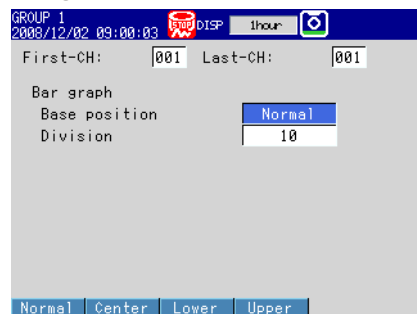 GROUP 1
2008/12/02 09:00:03 STOP DISP 1hour
First-CH: 001 Last-CH: 001
Bar graph
Base position Normal
Division 10
Normal Center Lower Upper